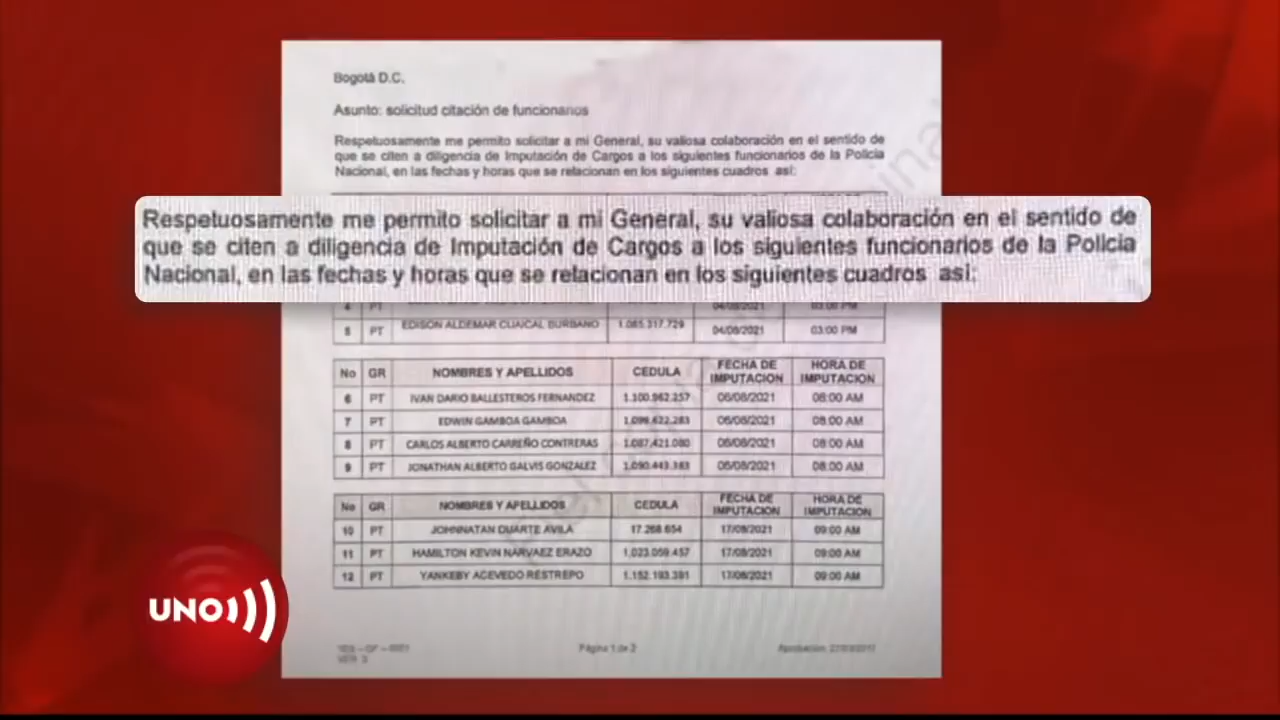 Bogotá D.C.
Asunto: solicitud citación de funcionarios
Respetuosamente me permito solicitar a mi General, su valiosa colaboración en el sentido de
que se citen a diligencia de Imputación de Cargos a los siguientes funcionarios de la Policia
Nacional, en las fechas y horas que se relacionan en los siguientes cuadros así:
Respetuosamente me permito solicitar a mi General, su valiosa colaboración en el sentido de
que se citen a diligencia de Imputación de Cargos a los siguientes funcionarios de la Policia
Nacional, en las fechas y horas que se relacionan en los siguientes cuadros así:
4 PT 04/08/2021 03:00 PM
5 PT EDISON ALDEMAR CUAICAL BURBANO 1.085.317.729 04/08/2021 03:00 PM
No GR NOMBRES Y APELLIDOS CEDULA FECHA DE IMPUTACION HORA DE IMPUTACION
6 PT IVAN DARIO BALLESTEROS FERNANDEZ 1.100.962.257 06/08/2021 08:00 AM
7 PT EDWIN GAMBOA GAMBOA 1.098.622.283 06/08/2021 08:00 AM
8 PT CARLOS ALBERTO CARREÑO CONTRERAS 1.087.421.080 06/08/2021 08:00 AM
9 PT JONATHAN ALBERTO GALVIS GONZALEZ 1.090.443.383 06/08/2021 08:00 AM
No GR NOMBRES Y APELLIDOS CEDULA FECHA DE IMPUTACION HORA DE IMPUTACION
10 PT JOHNNATAN DUARTE AVILA 17.268.654 17/08/2021 09:00 AM
11 PT HAMILTON KEVIN NARVAEZ ERAZO 1.023.059.457 17/08/2021 09:00 AM
12 PT YANKEBY ACEVEDO RESTREPO 1.152.193.391 17/08/2021 09:00 AM
UNO
Página 1 de 2
VER: 3